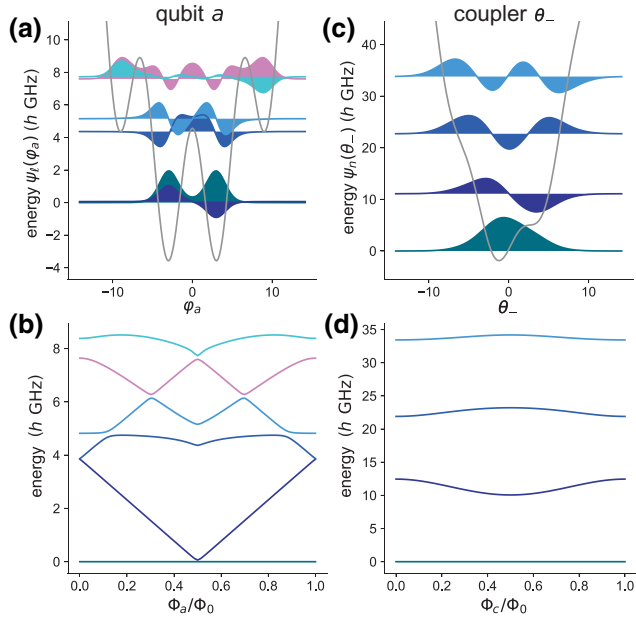 (a) qubit a
energy ψℓ(φₐ) (h GHz)
10
8
6
4
2
0
−2
−4
−10 0 10
φₐ
(c) coupler θ₋
energy ψₙ(θ₋) (h GHz)
40
30
20
10
0
−10 0 10
θ₋
(b)
energy (h GHz)
8
6
4
2
0
0.0 0.2 0.4 0.6 0.8 1.0
Φₐ/Φ₀
(d)
energy (h GHz)
35
30
25
20
15
10
5
0
0.0 0.2 0.4 0.6 0.8 1.0
Φ_c/Φ₀